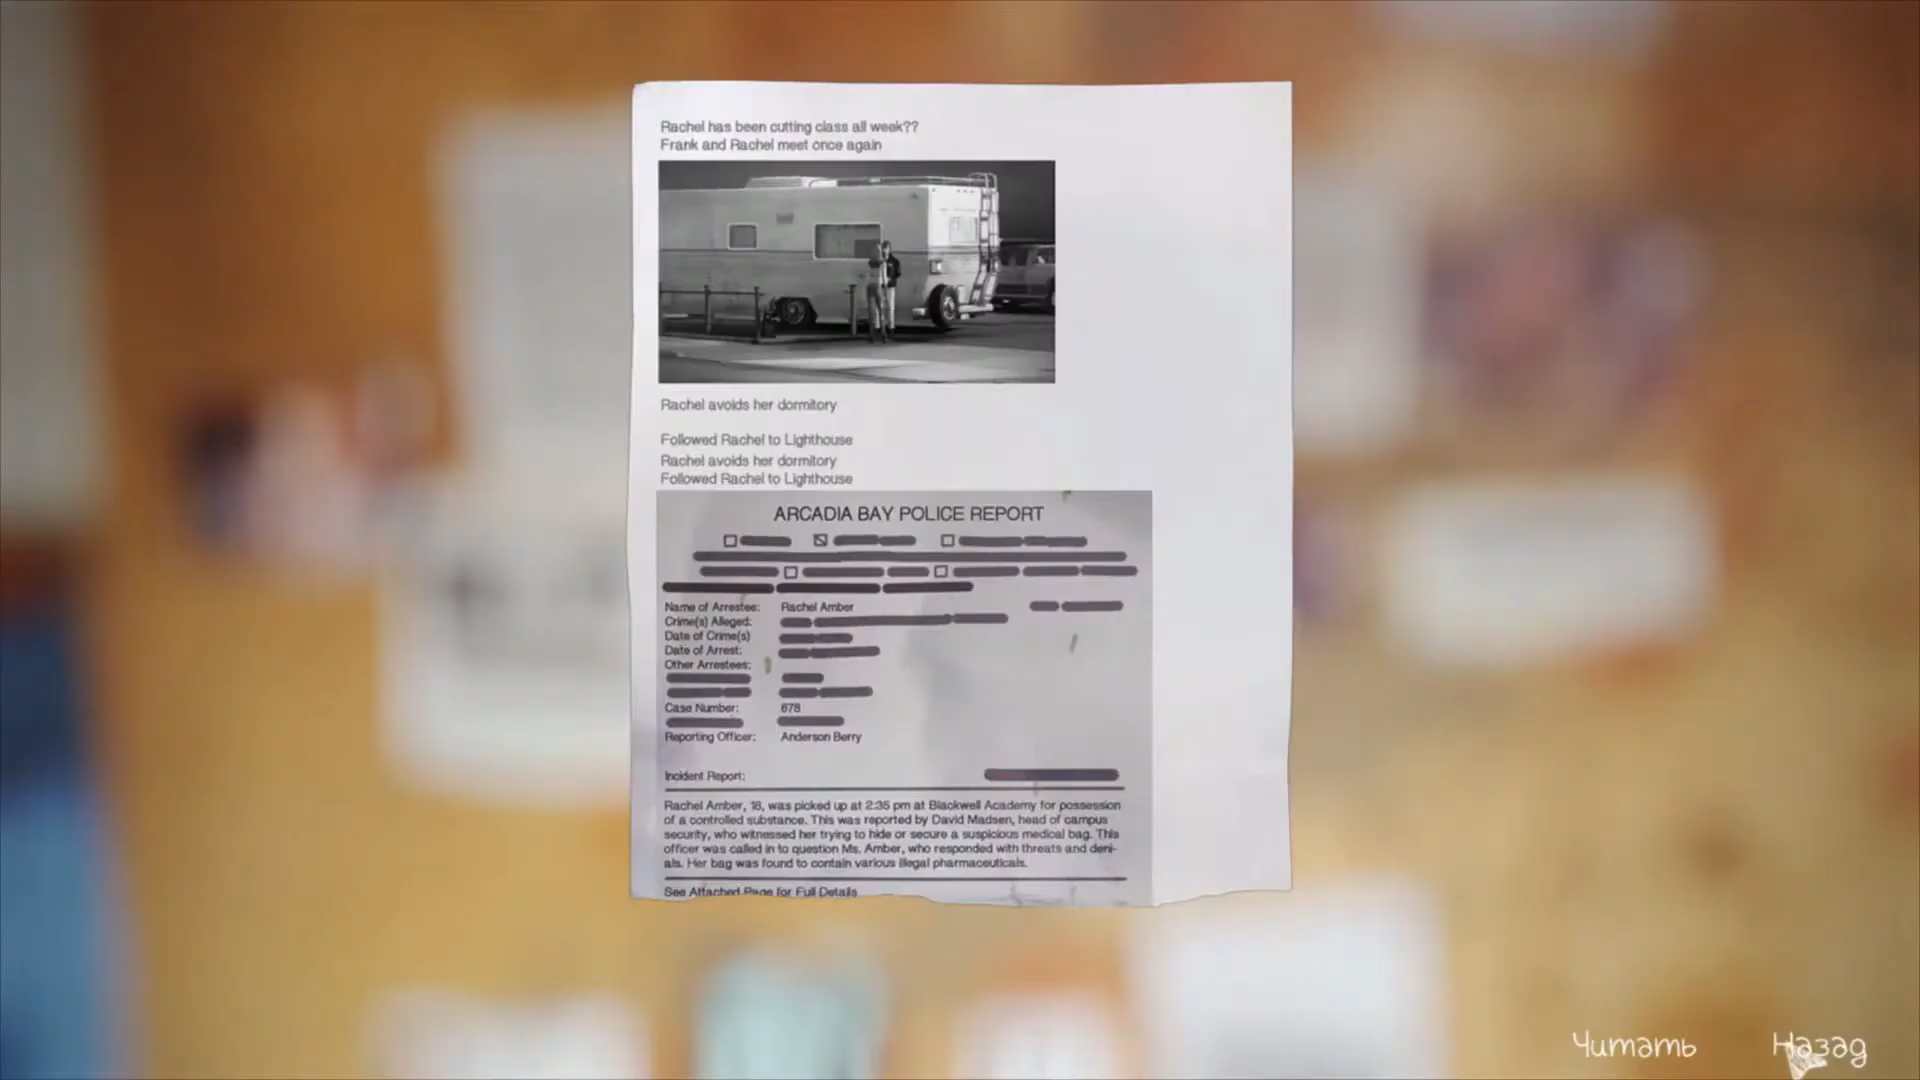 Rachel has been cutting class all week??
Frank and Rachel meet once again
Rachel avoids her dormitory
Followed Rachel to Lighthouse
Rachel avoids her dormitory
Followed Rachel to Lighthouse
ARCADIA BAY POLICE REPORT
Name of Arrestee: Rachel Amber
Crime(s) Alleged:
Date of Crime(s)
Date of Arrest:
Other Arrestees:
Case Number: 678
Reporting Officer: Anderson Berry
Incident Report:
Rachel Amber, 18, was picked up at 2:35 pm at Blackwell Academy for possession
of a controlled substance. This was reported by David Madsen, head of campus
security, who witnessed her trying to hide or secure a suspicious medical bag. This
officer was called in to question Ms. Amber, who responded with threats and deni-
als. Her bag was found to contain various illegal pharmaceuticals.
See Attached Page for Full Details
Читать Назад